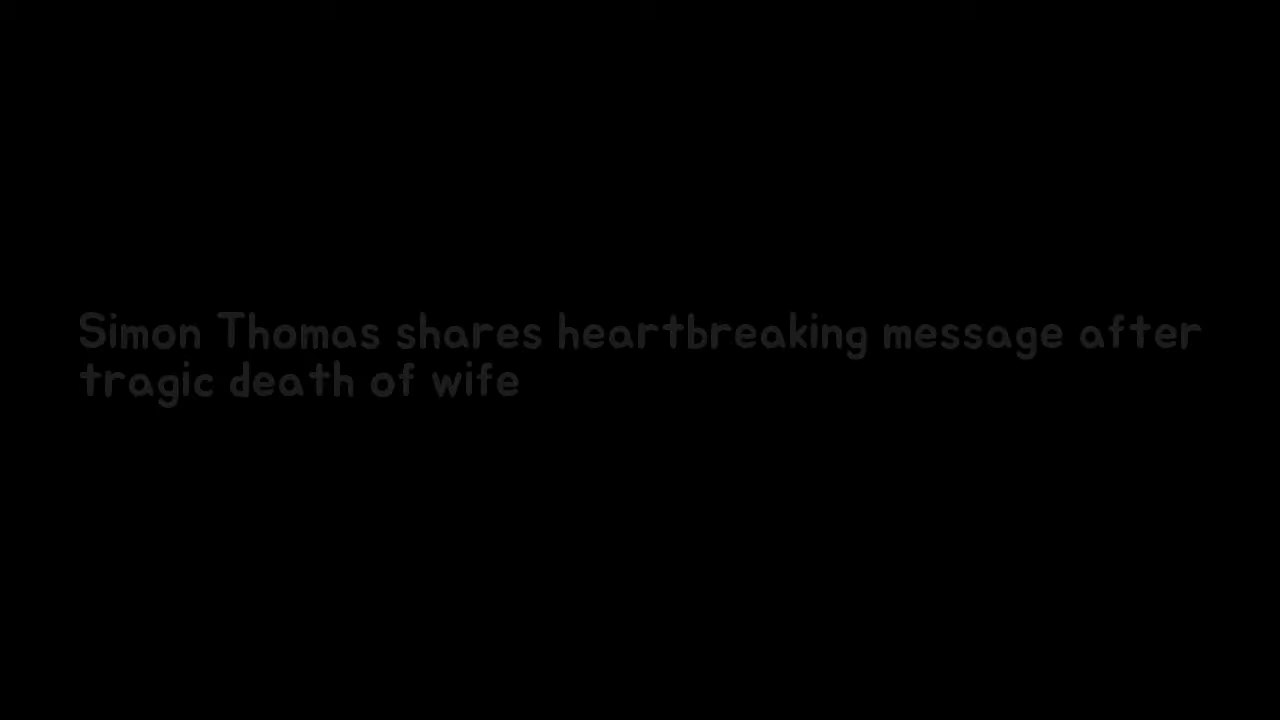 Simon Thomas shares heartbreaking message after
tragic death of wife